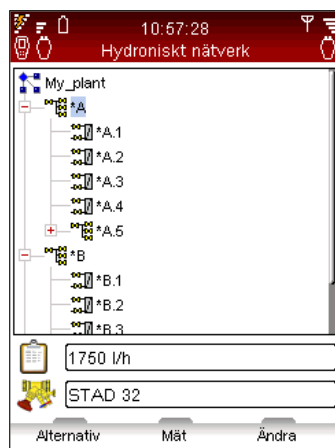 10:57:28
Hydroniskt nätverk
My_plant
*A
*A.1
*A.2
*A.3
*A.4
*A.5
*B
*B.1
*B.2
*B.3
1750 l/h
STAD 32
Alternativ Mät Ändra